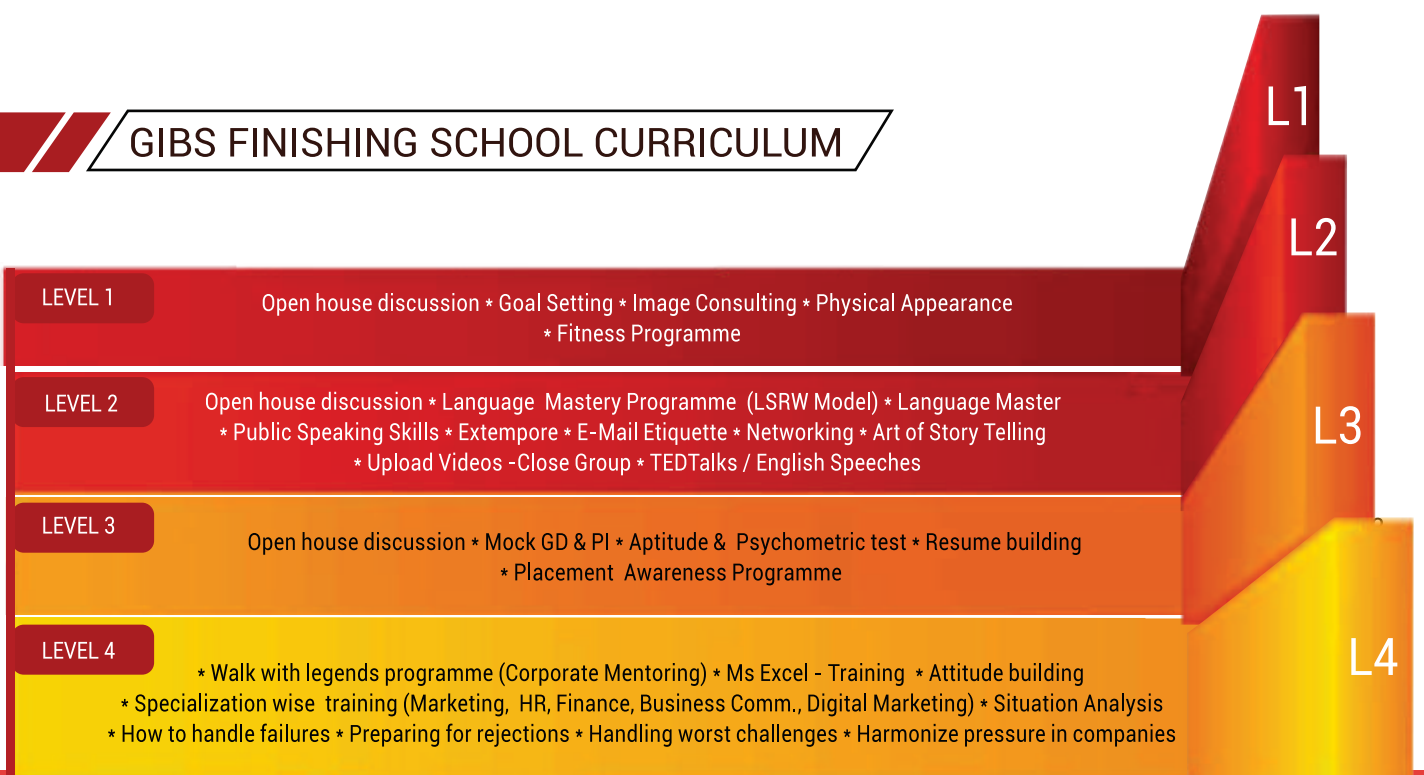 GIBS FINISHING SCHOOL CURRICULUM
L1
L2
L3
L4
LEVEL 1
Open house discussion * Goal Setting * Image Consulting * Physical Appearance
* Fitness Programme
LEVEL 2
Open house discussion * Language Mastery Programme (LSRW Model) * Language Master
* Public Speaking Skills * Extempore * E-Mail Etiquette * Networking * Art of Story Telling
* Upload Videos -Close Group * TEDTalks / English Speeches
LEVEL 3
Open house discussion * Mock GD & PI * Aptitude & Psychometric test * Resume building
* Placement Awareness Programme
LEVEL 4
* Walk with legends programme (Corporate Mentoring) * Ms Excel - Training * Attitude building
* Specialization wise training (Marketing, HR, Finance, Business Comm., Digital Marketing) * Situation Analysis
* How to handle failures * Preparing for rejections * Handling worst challenges * Harmonize pressure in companies